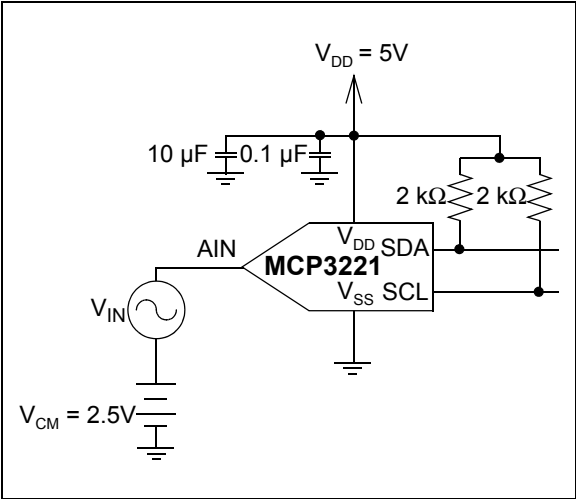 V_DD = 5V
10 µF 0.1 µF
2 kΩ 2 kΩ
AIN
V_DD SDA
MCP3221
V_SS SCL
V_IN
V_CM = 2.5V